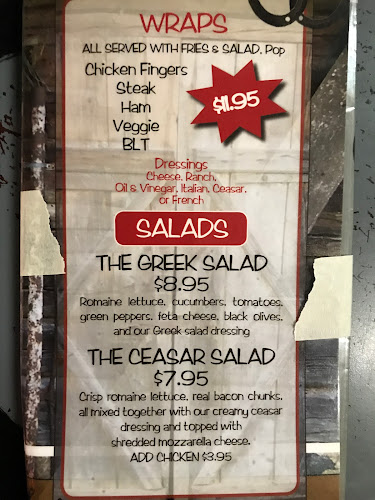 WRAPS
ALL SERVED WITH FRIES & SALAD, Pop
Chicken Fingers
Steak
Ham
Veggie
BLT
$11.95
Dressings
Cheese, Ranch,
Oil & Vinegar, Italian, Ceasar,
or French
SALADS
THE GREEK SALAD
$8.95
Romaine lettuce, cucumbers, tomatoes,
green peppers, feta cheese, black olives,
and our Greek salad dressing
THE CEASAR SALAD
$7.95
Crisp romaine lettuce, real bacon chunks,
all mixed together with our creamy ceasar
dressing and topped with
shredded mozzarella cheese.
ADD CHICKEN $3.95